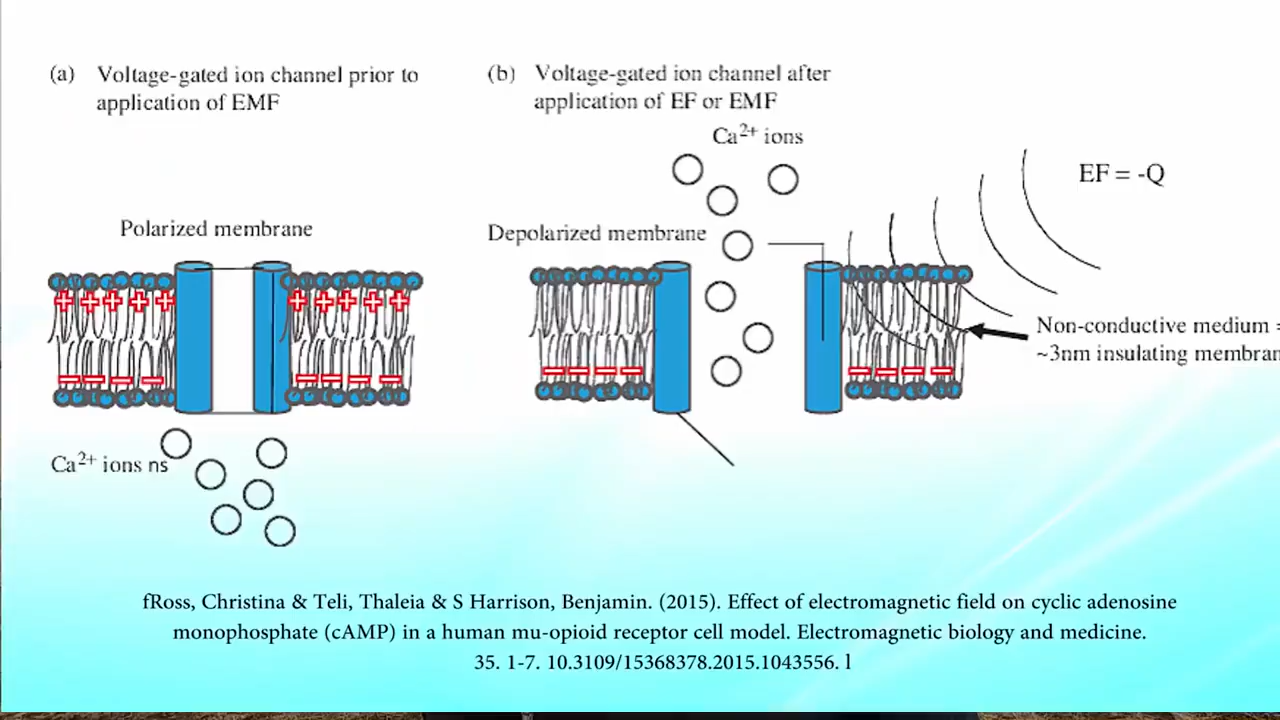 (a) Voltage-gated ion channel prior to
application of EMF
Polarized membrane
Ca²⁺ ions ns
(b) Voltage-gated ion channel after
application of EF or EMF
Ca²⁺ ions
EF = -Q
Depolarized membrane
Non-conductive medium =
~3nm insulating membran
fRoss, Christina & Teli, Thaleia & S Harrison, Benjamin. (2015). Effect of electromagnetic field on cyclic adenosine
monophosphate (cAMP) in a human mu-opioid receptor cell model. Electromagnetic biology and medicine.
35. 1-7. 10.3109/15368378.2015.1043556. l